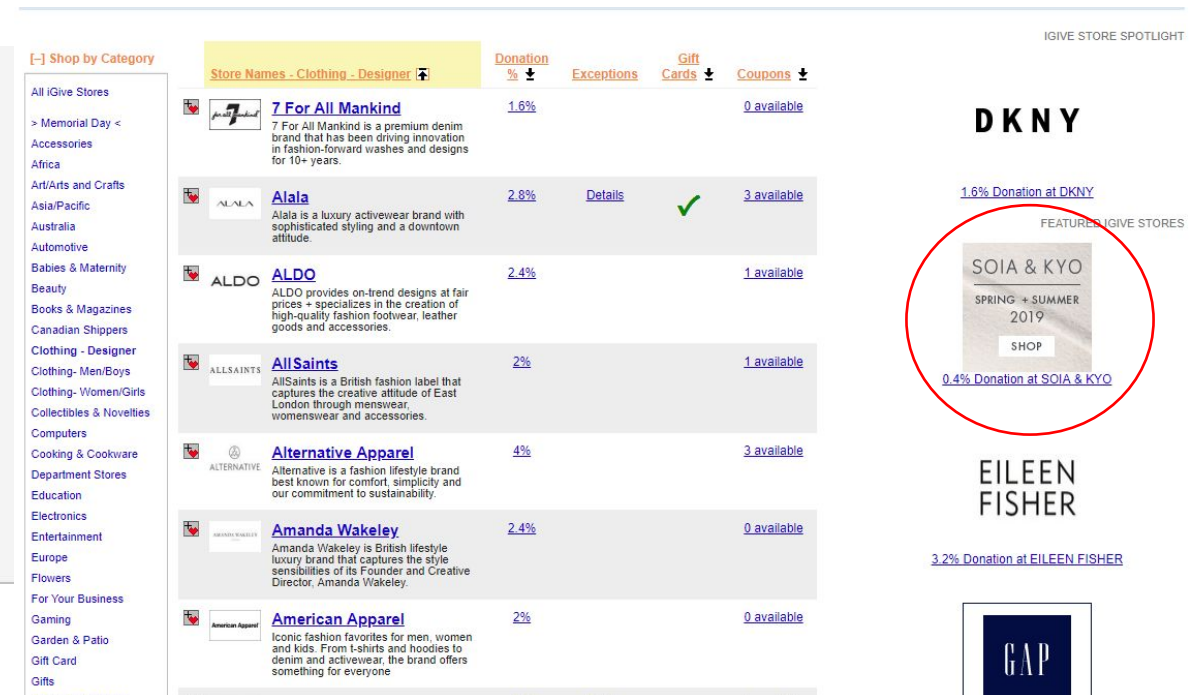 IGIVE STORE SPOTLIGHT
[–] Shop by Category
All iGive Stores
> Memorial Day <
Accessories
Africa
Art/Arts and Crafts
Asia/Pacific
Australia
Automotive
Babies & Maternity
Beauty
Books & Magazines
Canadian Shippers
Clothing - Designer
Clothing- Men/Boys
Clothing- Women/Girls
Collectibles & Novelties
Computers
Cooking & Cookware
Department Stores
Education
Electronics
Entertainment
Europe
Flowers
For Your Business
Gaming
Garden & Patio
Gift Card
Gifts
Store Names - Clothing - Designer
Donation
%
Exceptions
Gift
Cards
Coupons
for all mankind
7 For All Mankind
7 For All Mankind is a premium denim
brand that has been driving innovation
in fashion-forward washes and designs
for 10+ years.
1.6%
0 available
ALALA
Alala
Alala is a luxury activewear brand with
sophisticated styling and a downtown
attitude.
2.8%
Details
3 available
ALDO
ALDO
ALDO provides on-trend designs at fair
prices + specializes in the creation of
high-quality fashion footwear, leather
goods and accessories.
2.4%
1 available
ALLSAINTS
AllSaints
AllSaints is a British fashion label that
captures the creative attitude of East
London through menswear,
womenswear and accessories.
2%
1 available
ALTERNATIVE
Alternative Apparel
Alternative is a fashion lifestyle brand
best known for comfort, simplicity and
our commitment to sustainability.
4%
3 available
AMANDA WAKELEY
Amanda Wakeley
Amanda Wakeley is British lifestyle
luxury brand that captures the style
sensibilities of its Founder and Creative
Director, Amanda Wakeley.
2.4%
0 available
American Apparel
American Apparel
Iconic fashion favorites for men, women
and kids. From t-shirts and hoodies to
denim and activewear, the brand offers
something for everyone
2%
0 available
DKNY
1.6% Donation at DKNY
FEATURED IGIVE STORES
SOIA & KYO
SPRING + SUMMER
2019
SHOP
0.4% Donation at SOIA & KYO
EILEEN
FISHER
3.2% Donation at EILEEN FISHER
GAP